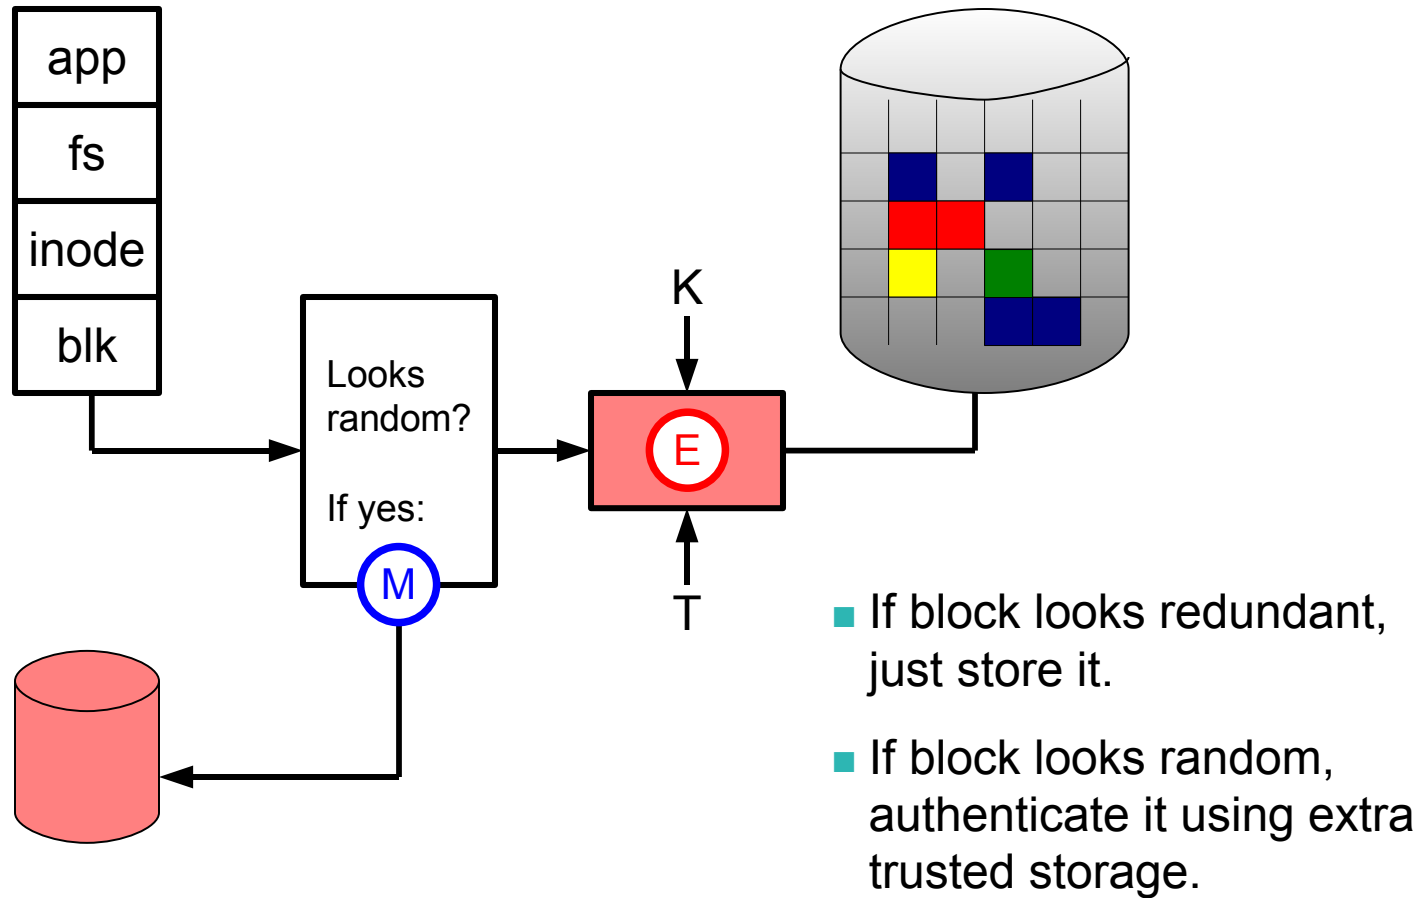 app
fs
inode
blk
Looks
random?
If yes:
M
K
E
T
If block looks redundant,
just store it.
If block looks random,
authenticate it using extra
trusted storage.